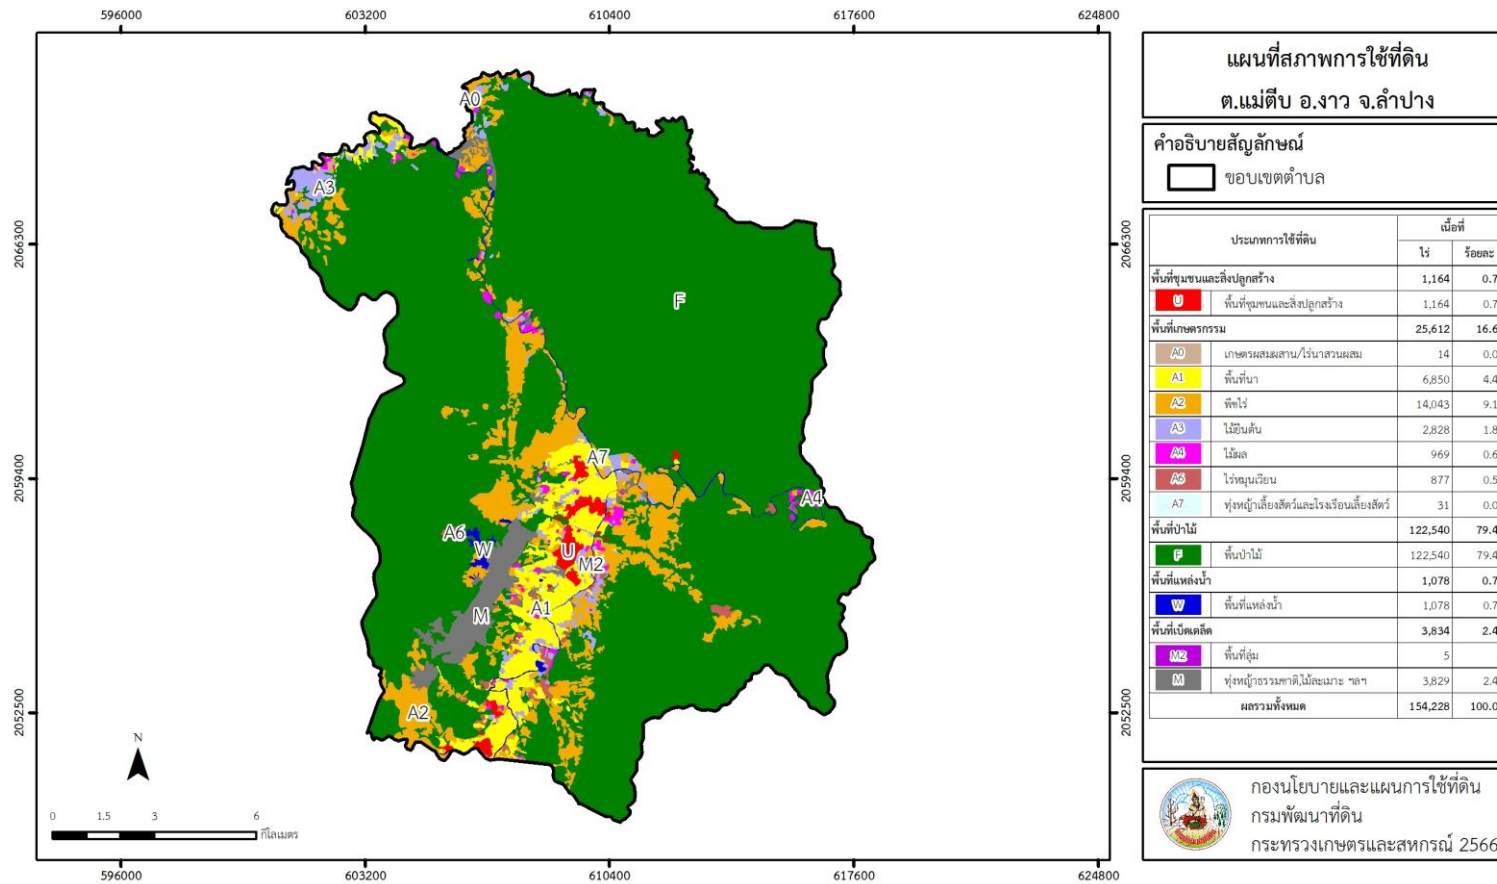 596000 603200 610400 617600 624800
แผนที่สภาพการใช้ที่ดิน
ต.แม่ตีบ อ.งาว จ.ลำปาง
คำอธิบายสัญลักษณ์
ขอบเขตตำบล
ประเภทการใช้ที่ดิน เนื้อที่
ไร่ ร้อยละ
พื้นที่ชุมชนและสิ่งปลูกสร้าง 1,164 0.7
U พื้นที่ชุมชนและสิ่งปลูกสร้าง 1,164 0.7
พื้นที่เกษตรกรรม 25,612 16.6
A0 เกษตรผสมผสาน/ไร่นาสวนผสม 14 0.0
A1 พื้นที่นา 6,850 4.4
A2 พืชไร่ 14,043 9.1
A3 ไม้ยืนต้น 2,828 1.8
A4 ไม้ผล 969 0.6
A6 ไร่หมุนเวียน 877 0.5
A7 ทุ่งหญ้าเลี้ยงสัตว์และโรงเรือนเลี้ยงสัตว์ 31 0.0
พื้นที่ป่าไม้ 122,540 79.4
F พื้นป่าไม้ 122,540 79.4
พื้นที่แหล่งน้ำ 1,078 0.7
W พื้นที่แหล่งน้ำ 1,078 0.7
พื้นที่เบ็ดเตล็ด 3,834 2.4
M2 พื้นที่ลุ่ม 5
M ทุ่งหญ้าธรรมชาติ,ไม้ละเมาะ ฯลฯ 3,829 2.4
ผลรวมทั้งหมด 154,228 100.0
กองนโยบายและแผนการใช้ที่ดิน
กรมพัฒนาที่ดิน
กระทรวงเกษตรและสหกรณ์ 2566
A0
A3
2066300 2066300
F
2059400 2059400
A7
A4
A6
W
U
M2
A1
M
A2
2052500 2052500
N
0 1.5 3 6
กิโลเมตร
596000 603200 610400 617600 624800